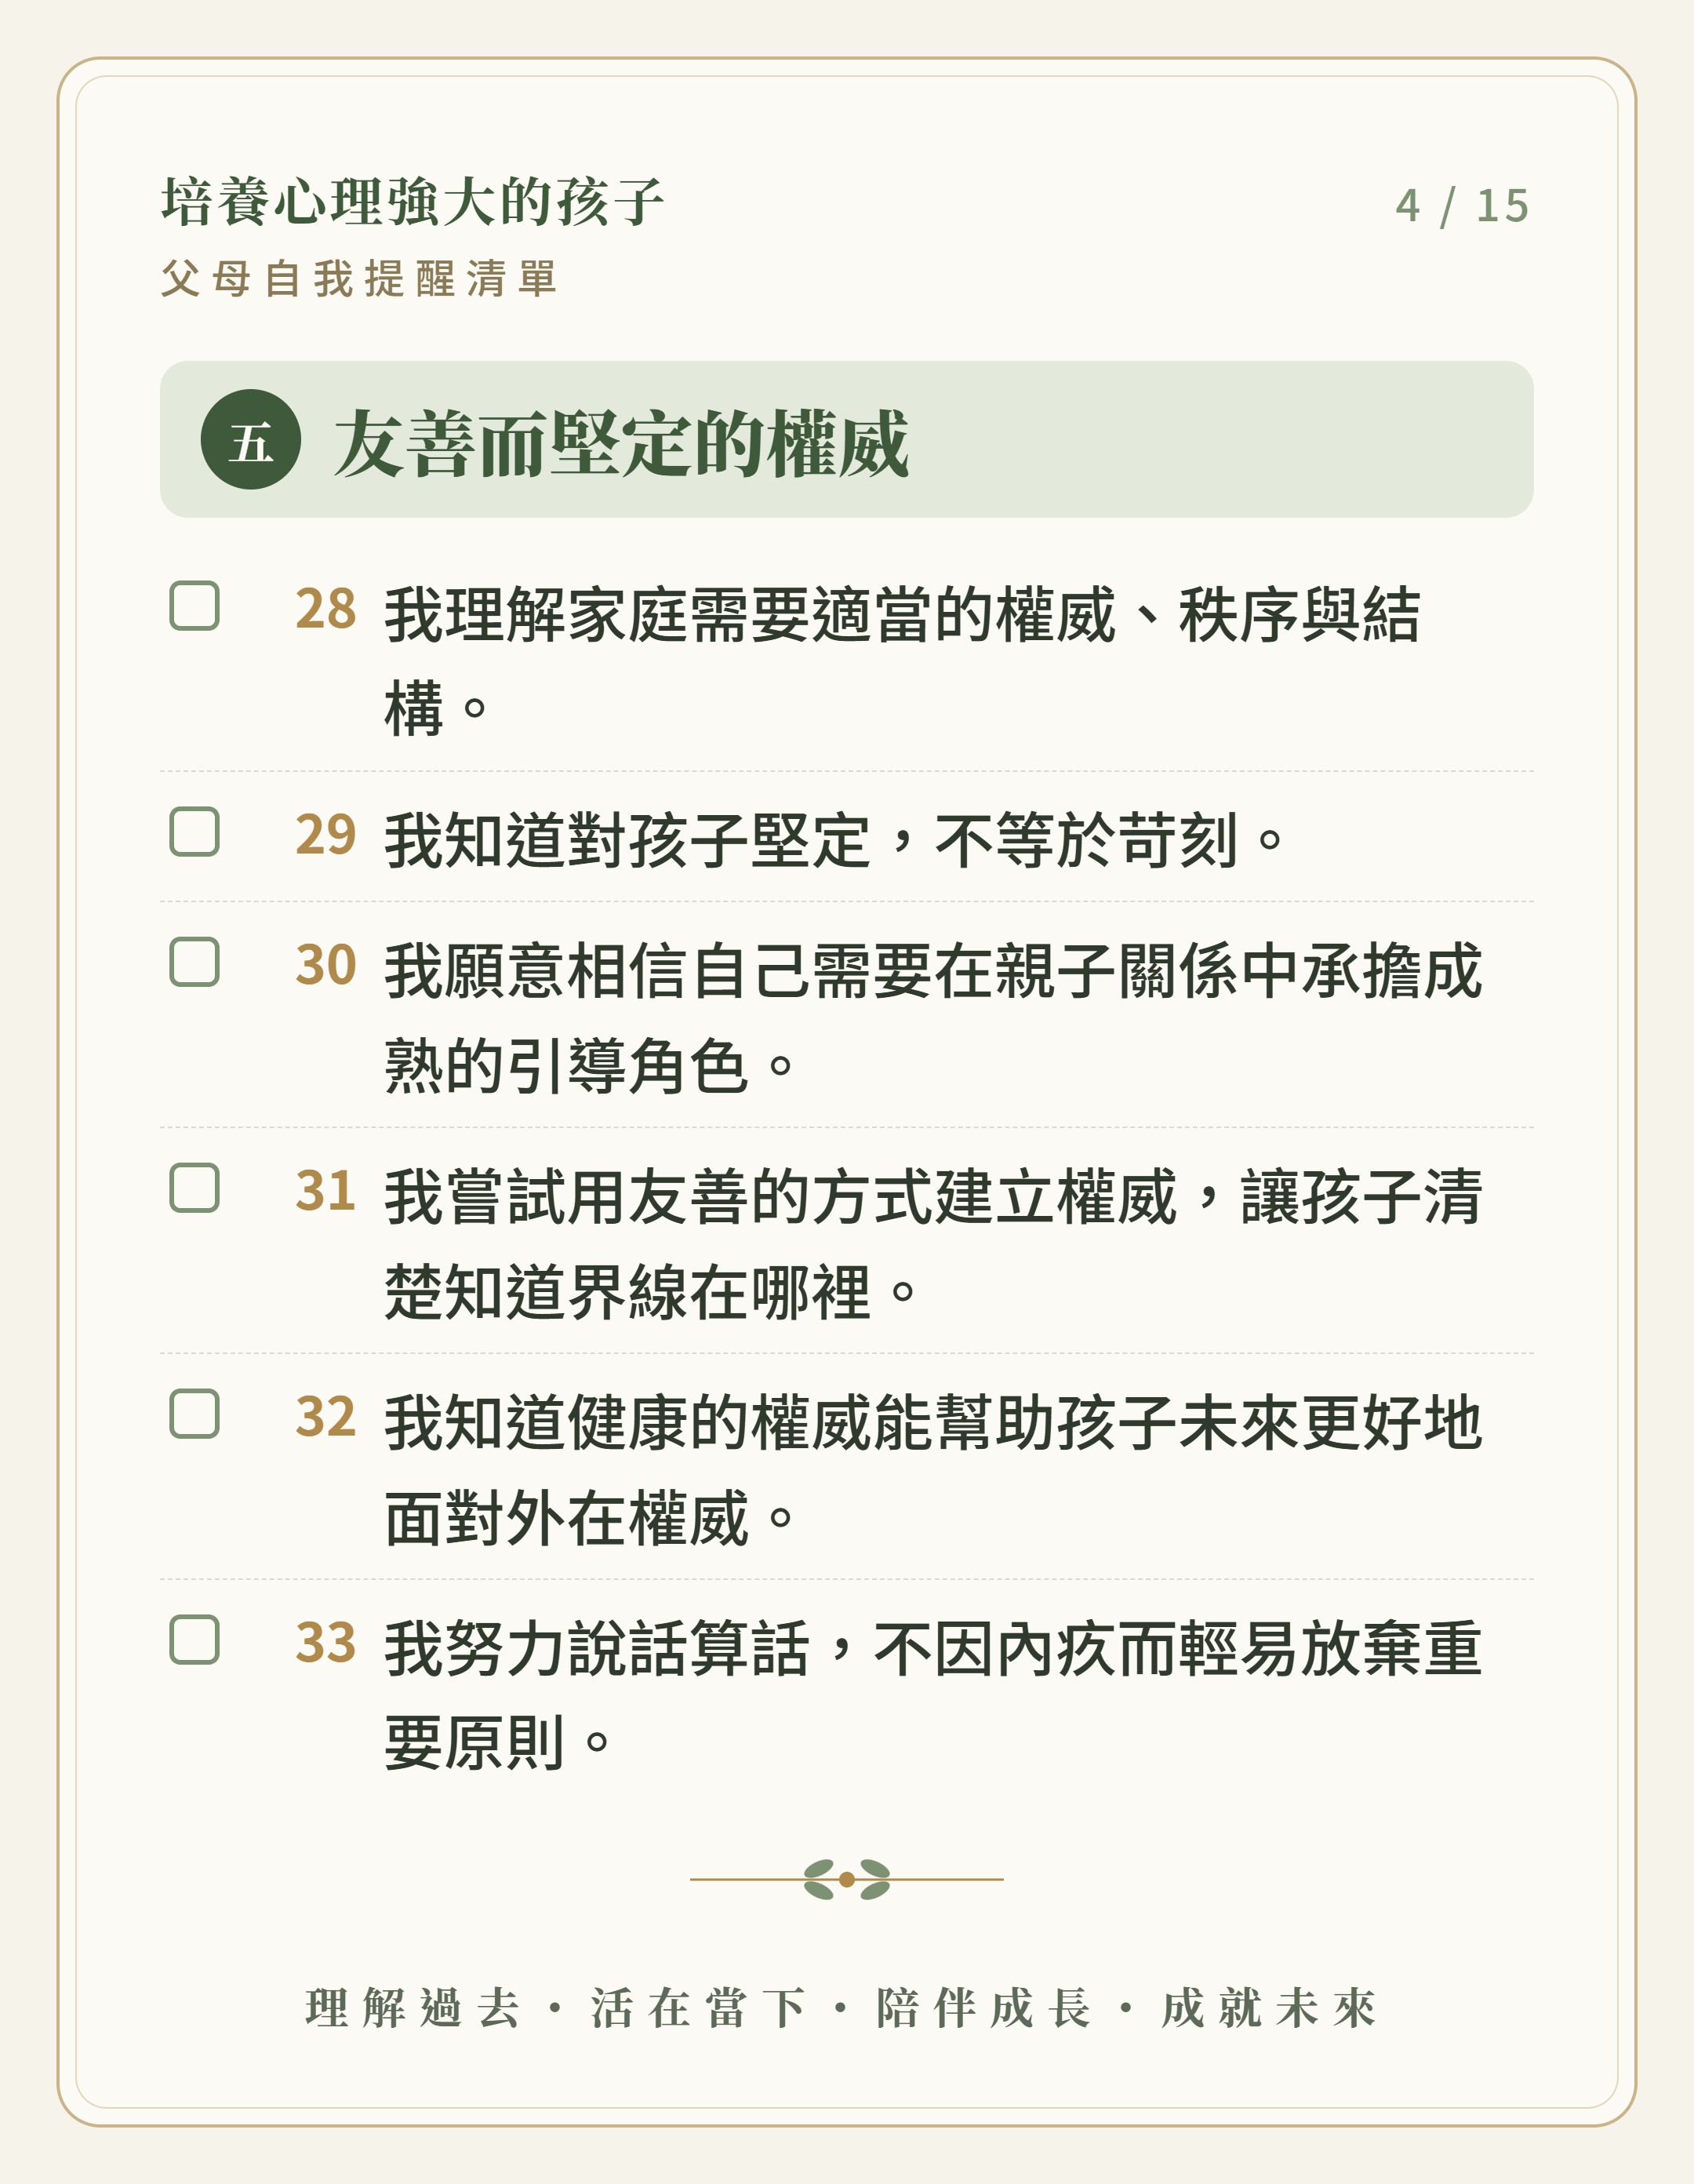 培養心理強大的孩子
4 / 15
父母自我提醒清單
五 友善而堅定的權威
28 我理解家庭需要適當的權威、秩序與結
構。
29 我知道對孩子堅定，不等於苛刻。
30 我願意相信自己需要在親子關係中承擔成
熟的引導角色。
31 我嘗試用友善的方式建立權威，讓孩子清
楚知道界線在哪裡。
32 我知道健康的權威能幫助孩子未來更好地
面對外在權威。
33 我努力說話算話，不因內疚而輕易放棄重
要原則。
理解過去・活在當下・陪伴成長・成就未來